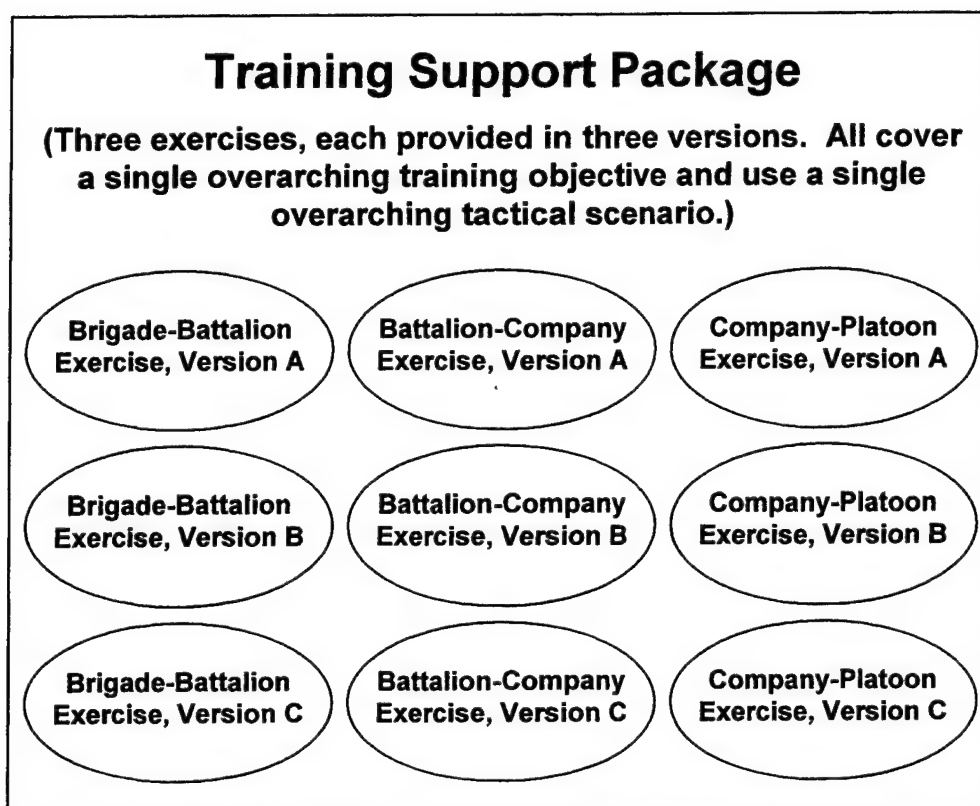 Training Support Package
(Three exercises, each provided in three versions. All cover
a single overarching training objective and use a single
overarching tactical scenario.)
Brigade-Battalion
Exercise, Version A
Battalion-Company
Exercise, Version A
Company-Platoon
Exercise, Version A
Brigade-Battalion
Exercise, Version B
Battalion-Company
Exercise, Version B
Company-Platoon
Exercise, Version B
Brigade-Battalion
Exercise, Version C
Battalion-Company
Exercise, Version C
Company-Platoon
Exercise, Version C